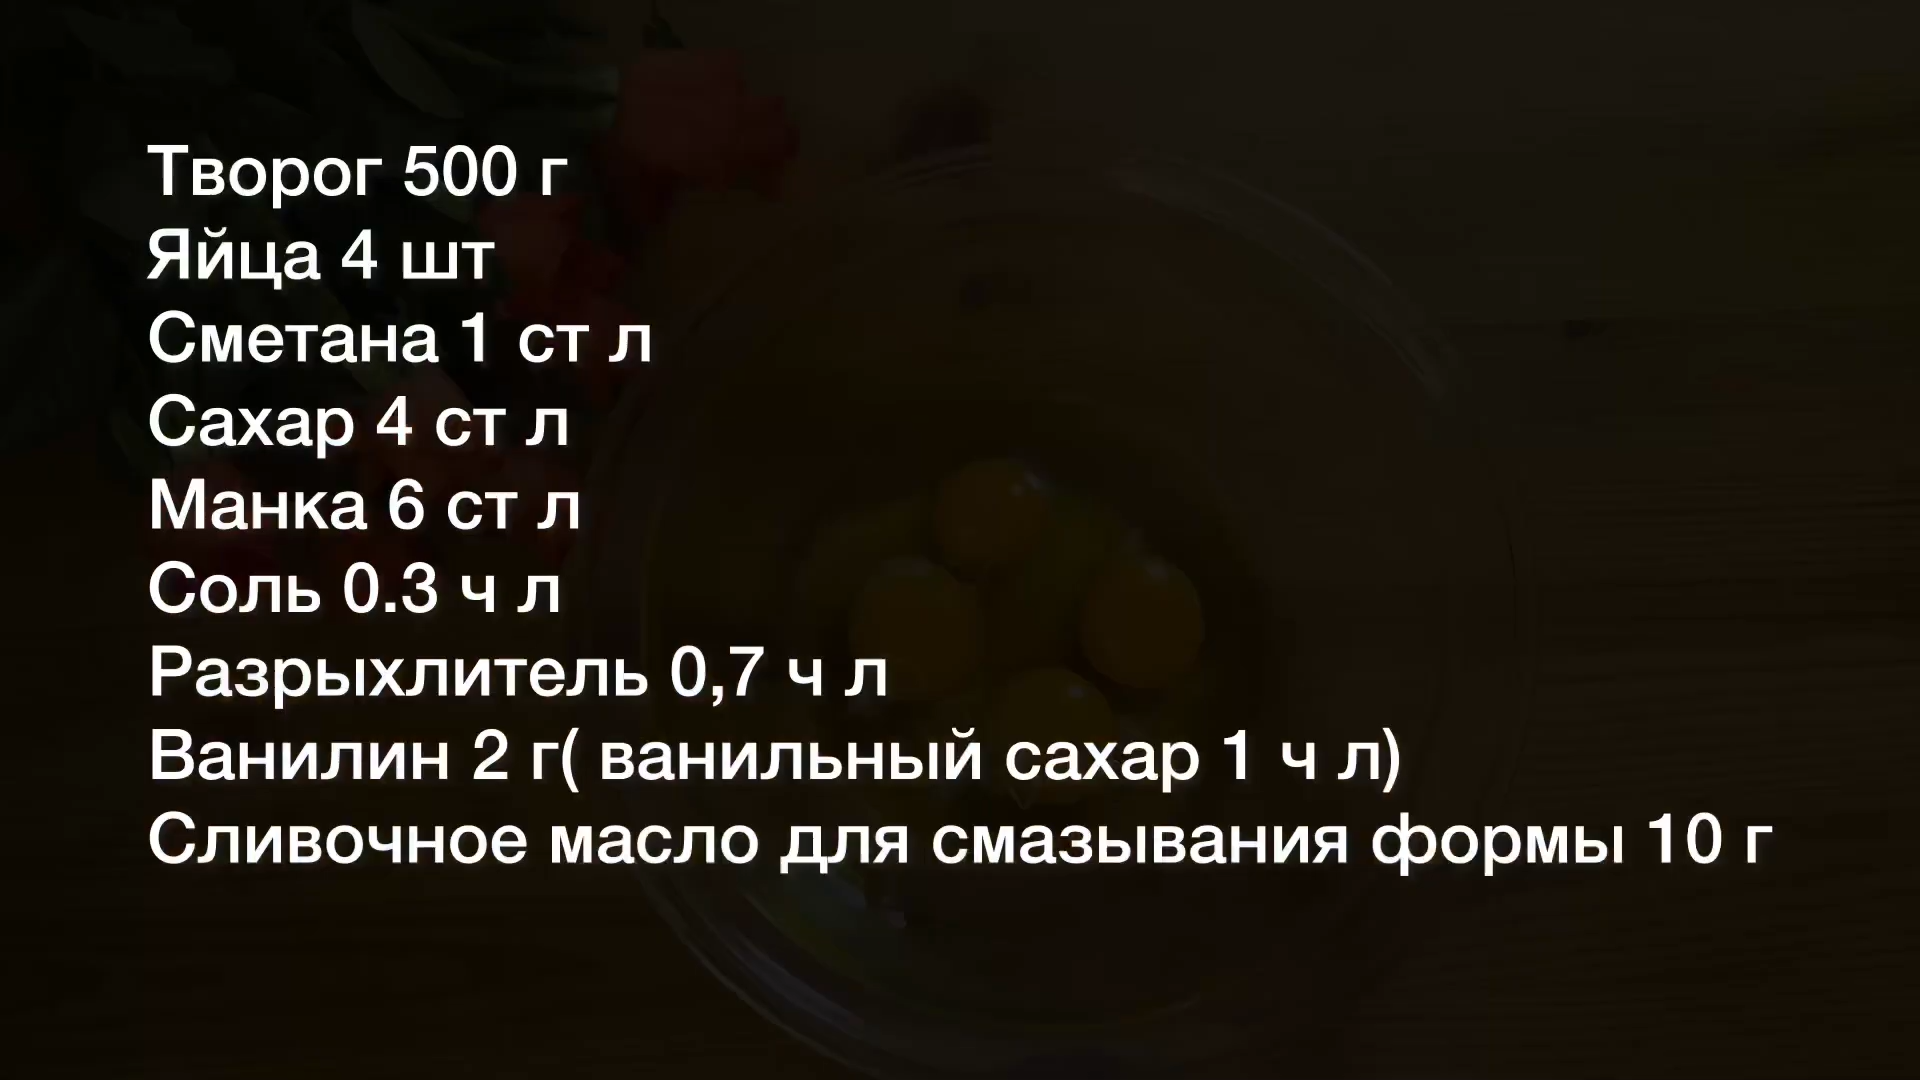 Творог 500 г
Яйца 4 шт
Сметана 1 ст л
Сахар 4 ст л
Манка 6 ст л
Соль 0.3 ч л
Разрыхлитель 0,7 ч л
Ванилин 2 г( ванильный сахар 1 ч л)
Сливочное масло для смазывания формы 10 г